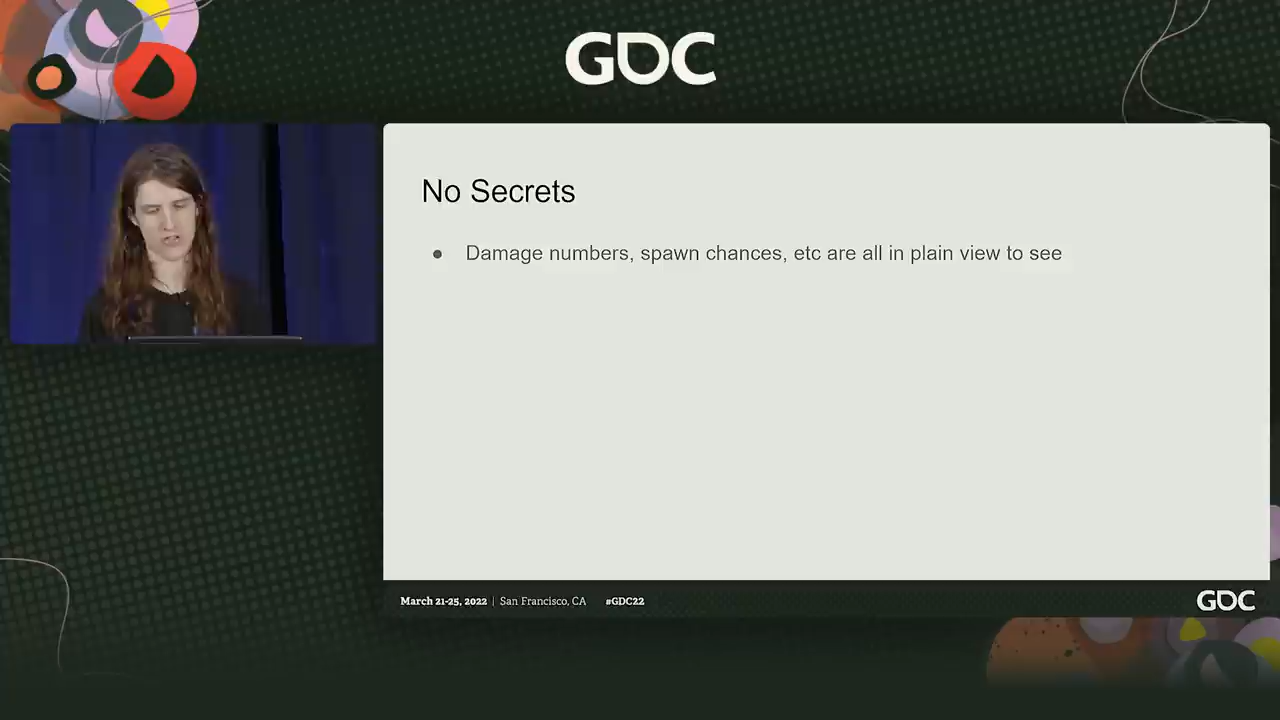 GDC
No Secrets
● Damage numbers, spawn chances, etc are all in plain view to see
March 21-25, 2022 | San Francisco, CA #GDC22
GDC